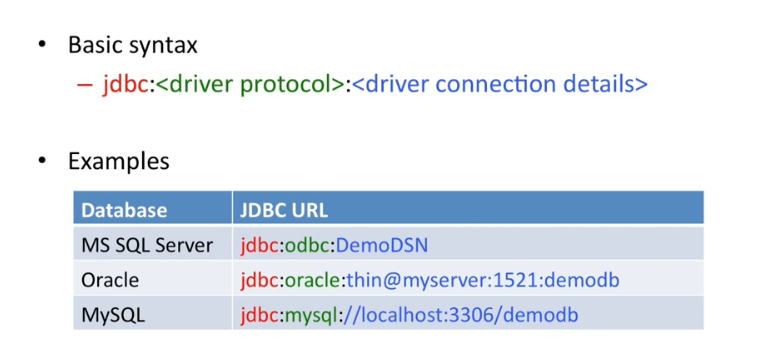 • Basic syntax
– jdbc:<driver protocol>:<driver connection details>
• Examples
Database JDBC URL
MS SQL Server jdbc:odbc:DemoDSN
Oracle jdbc:oracle:thin@myserver:1521:demodb
MySQL jdbc:mysql://localhost:3306/demodb